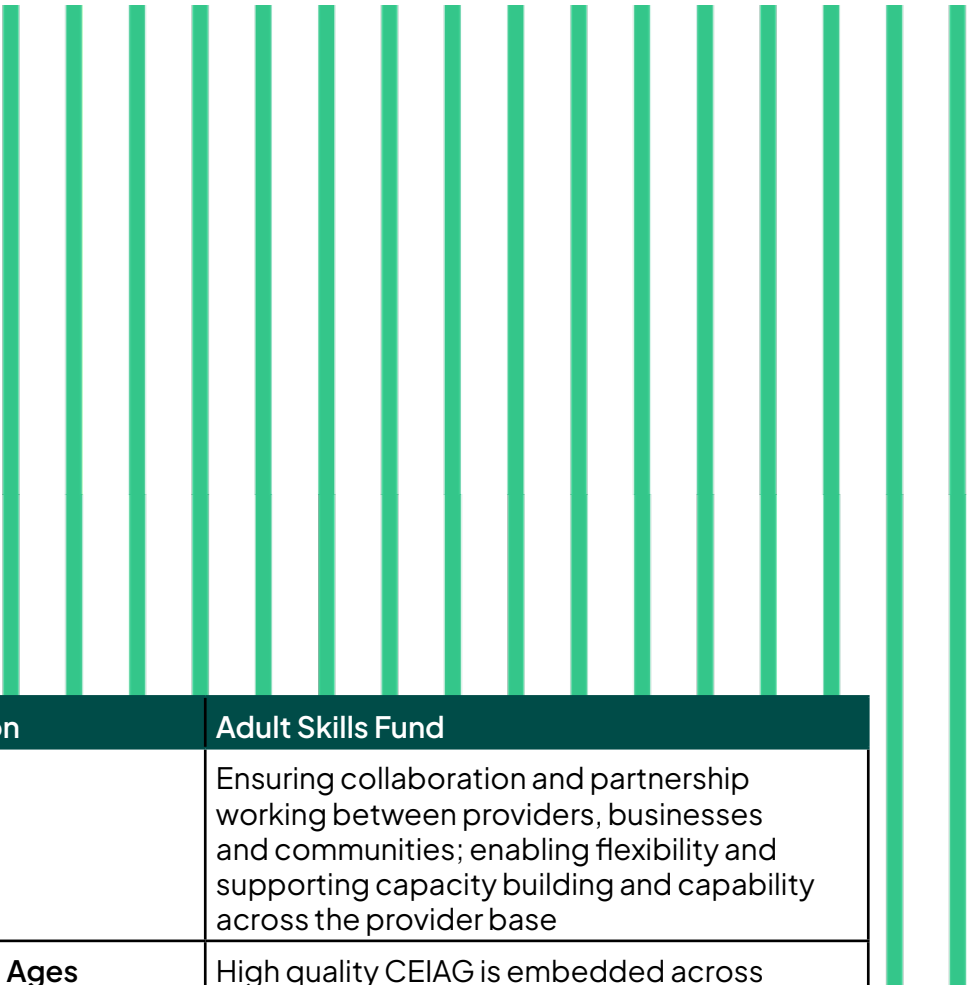 on
Adult Skills Fund
Ensuring collaboration and partnership
working between providers, businesses
and communities; enabling flexibility and
supporting capacity building and capability
across the provider base
Ages
High quality CEIAG is embedded across